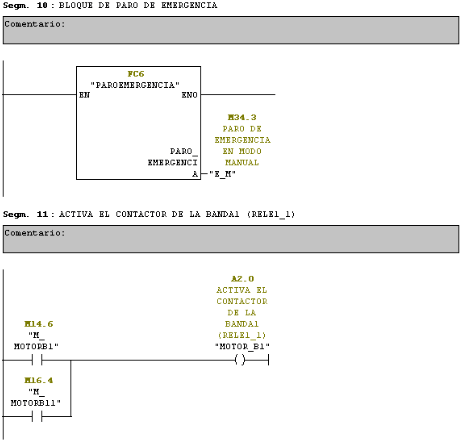 Segm. 10 : BLOQUE DE PARO DE EMERGENCIA
Comentario:
FC6
"PAROEMERGENCIA"
EN ENO
M34.3
PARO DE
EMERGENCIA
EN MODO
MANUAL
PARO_
EMERGENCI
A "E_M"
Segm. 11 : ACTIVA EL CONTACTOR DE LA BANDA1 (RELE1_1)
Comentario:
A2.0
ACTIVA EL
CONTACTOR
DE LA
BANDA1
(RELE1_1)
"MOTOR_B1"
M14.6
"M_
MOTORB1"
M16.4
"M_
MOTORB11"